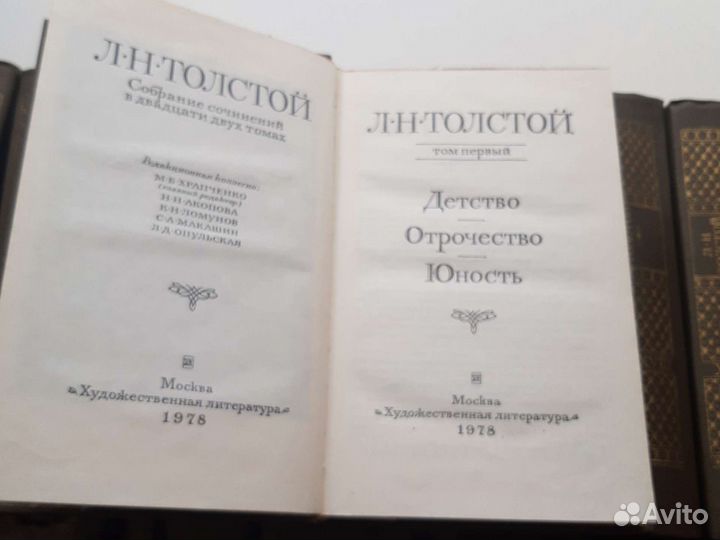 Л·Н·ТОЛСТОЙ
Собрание сочинений
в двадцати двух томах
Редакционная коллегия:
М·Б·ХРАПЧЕНКО
(главный редактор)
Н·Н·АКОПОВА
К·Н·ЛОМУНОВ
С·А·МАКАШИН
Л·Д·ОПУЛЬСКАЯ
Москва
«Художественная литература»
1978
Л·Н·ТОЛСТОЙ
том первый
Детство
Отрочество
Юность
Москва
«Художественная литература»
1978
Avito